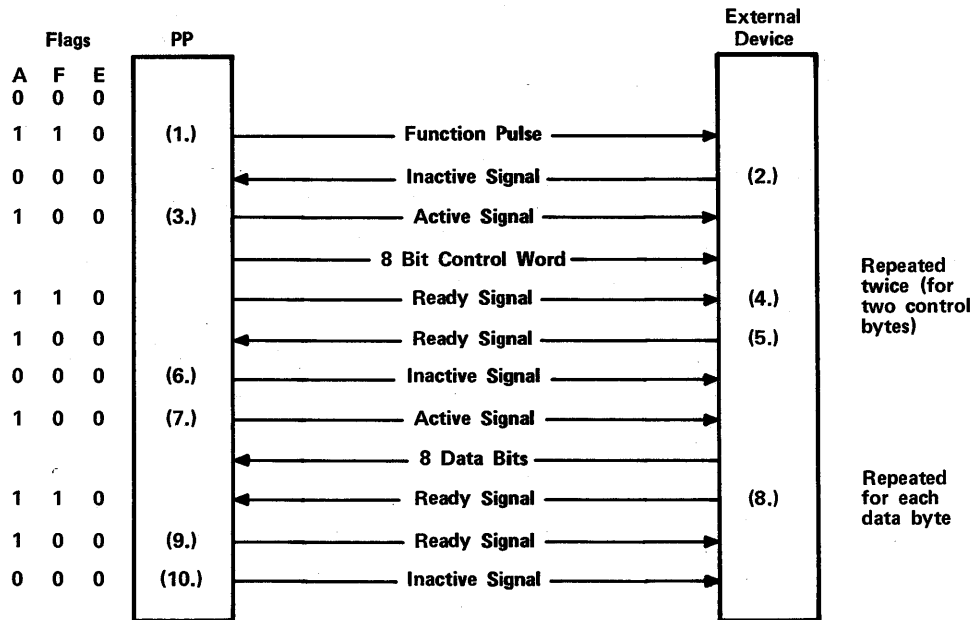 Flags PP External Device
A F E
0 0 0
1 1 0 (1.) Function Pulse
0 0 0 Inactive Signal (2.)
1 0 0 (3.) Active Signal
8 Bit Control Word
1 1 0 Ready Signal (4.)
1 0 0 Ready Signal (5.)
Repeated
twice (for
two control
bytes)
0 0 0 (6.) Inactive Signal
1 0 0 (7.) Active Signal
8 Data Bits
1 1 0 Ready Signal (8.)
Repeated
for each
data byte
1 0 0 (9.) Ready Signal
0 0 0 (10.) Inactive Signal